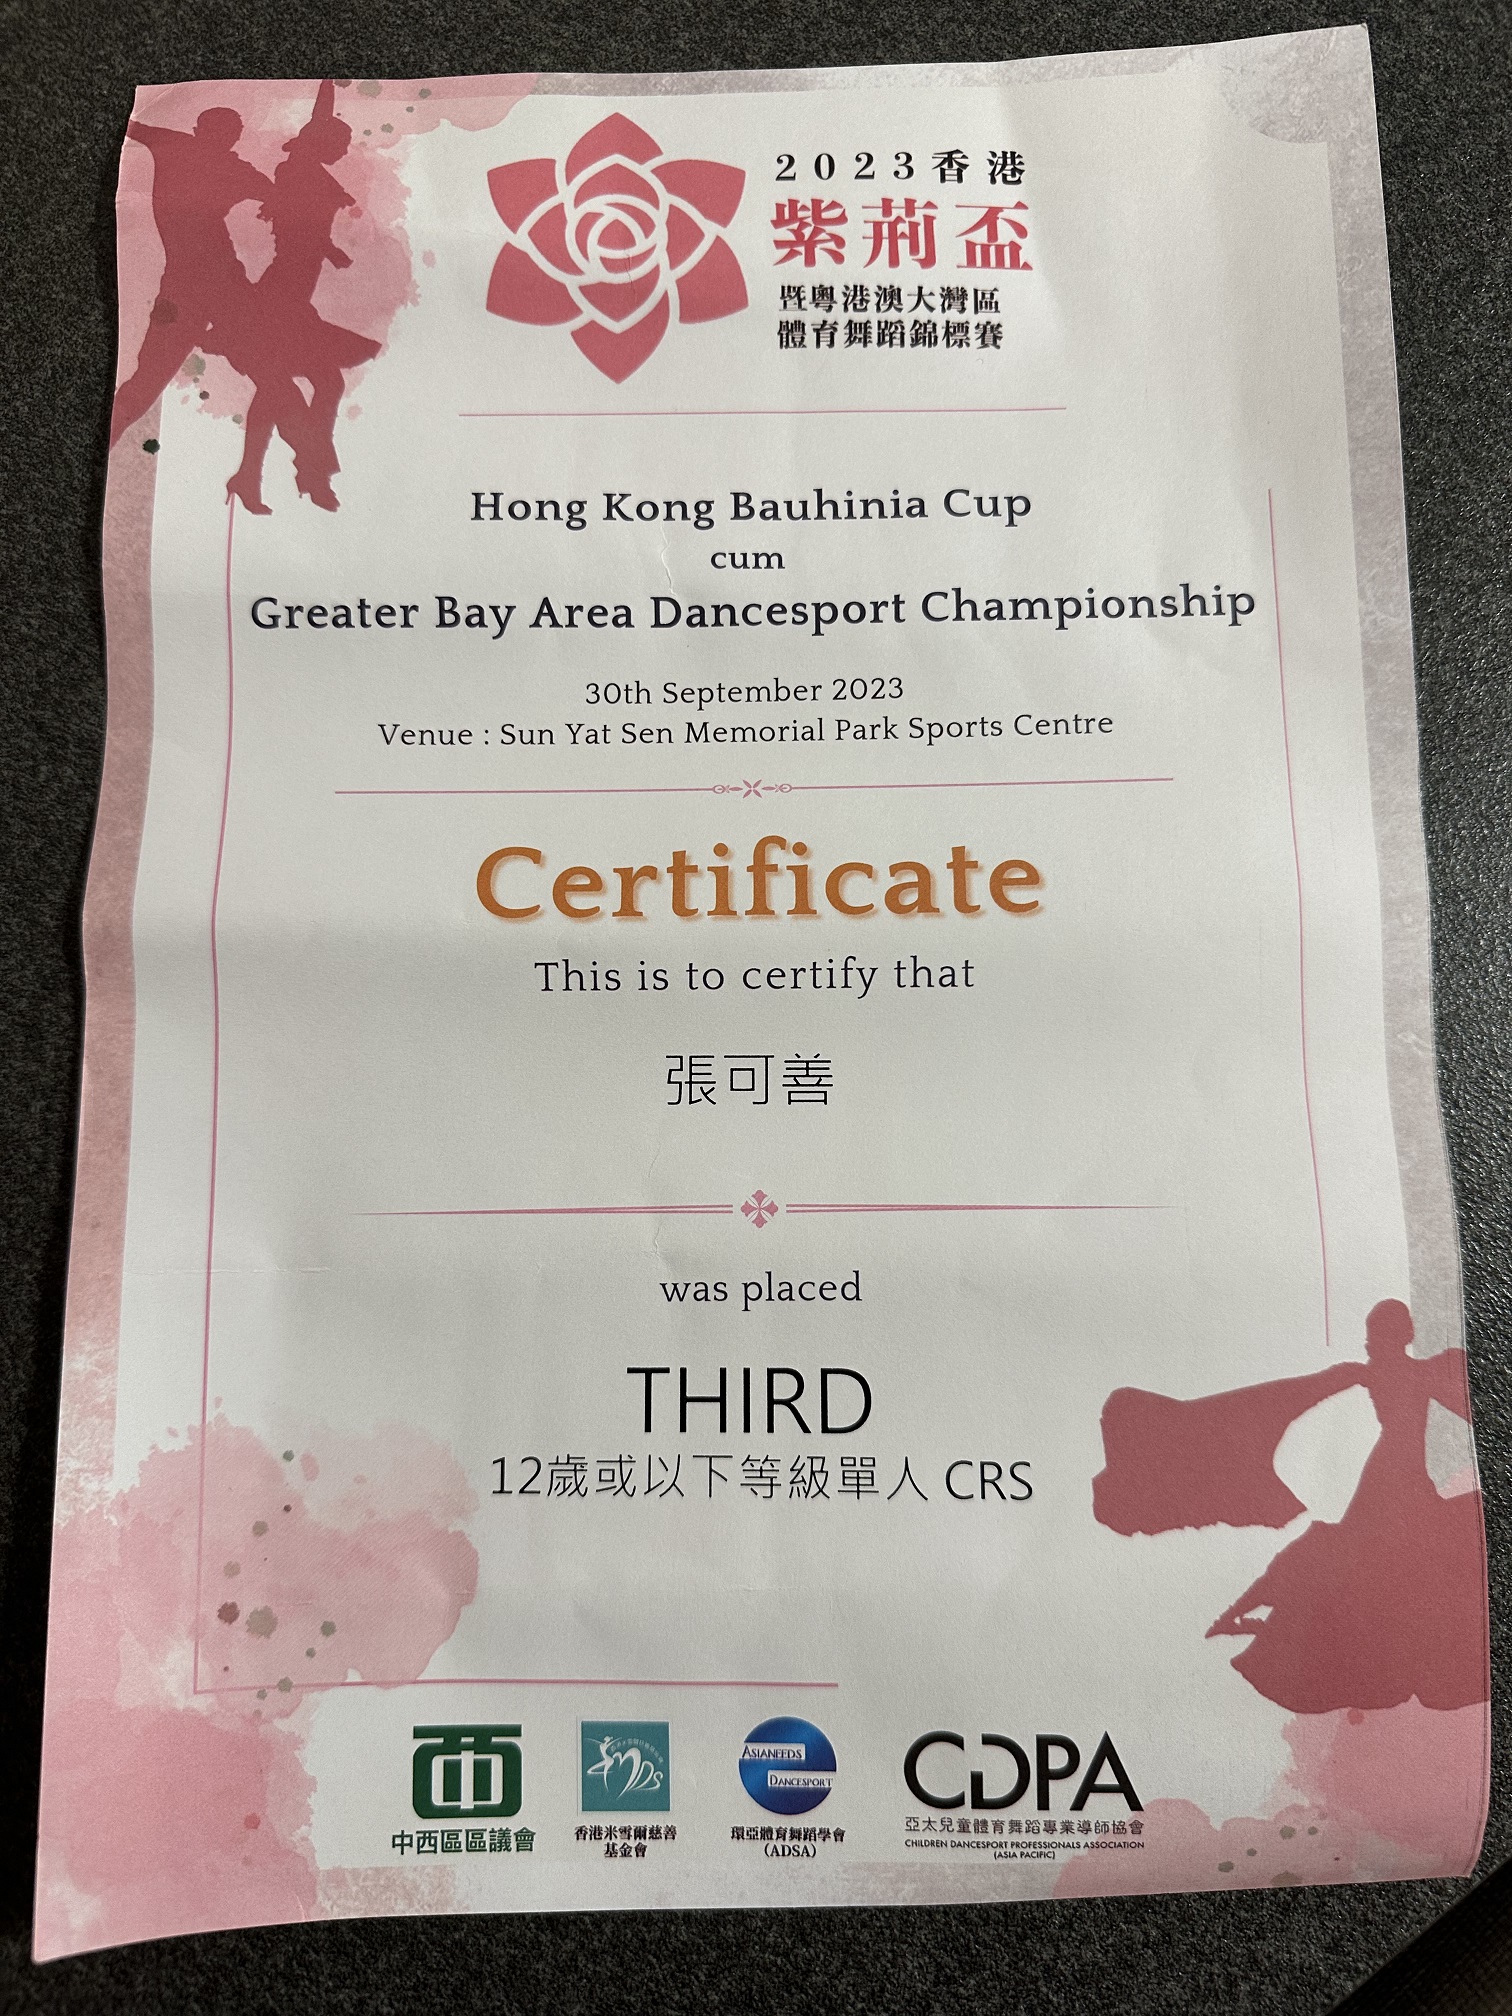 2023香港
紫荊盃
暨粵港澳大灣區
體育舞蹈錦標賽
Hong Kong Bauhinia Cup
cum
Greater Bay Area Dancesport Championship
30th September 2023
Venue : Sun Yat Sen Memorial Park Sports Centre
Certificate
This is to certify that
張可善
was placed
THIRD
12歲或以下等級單人 CRS
中西區區議會
MDS
香港米雪爾慈善
基金會
ASIANEEDS
DANCESPORT
環亞體育舞蹈學會
(ADSA)
CDPA
亞太兒童體育舞蹈專業導師協會
CHILDREN DANCESPORT PROFESSIONALS ASSOCIATION
(ASIA PACIFIC)